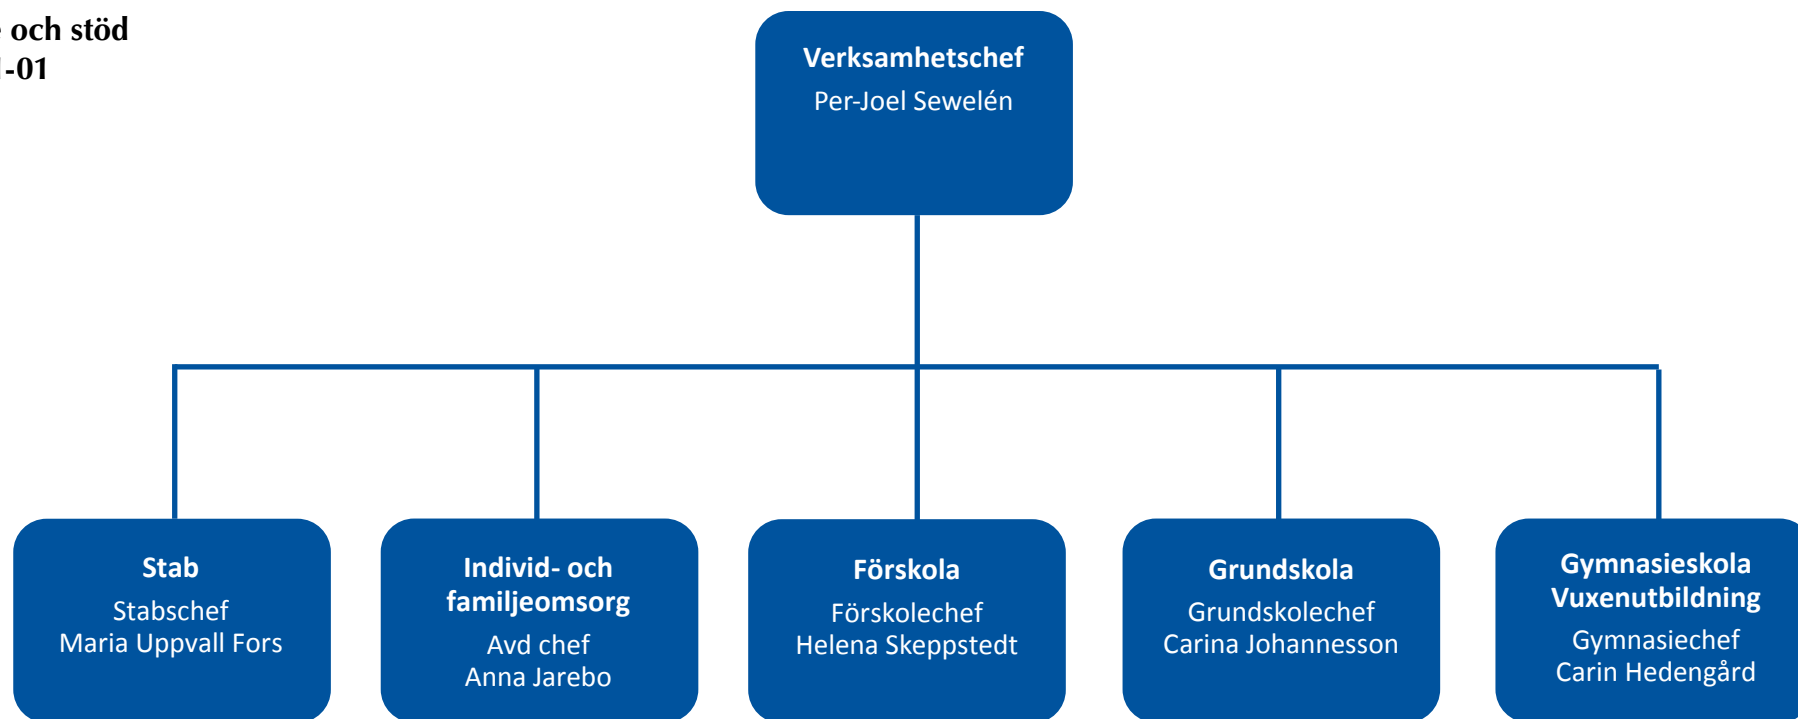 och stöd
-01
Verksamhetschef
Per-Joel Sewelén
Stab
Stabschef
Maria Uppvall Fors
Individ- och
familjeomsorg
Avd chef
Anna Jarebo
Förskola
Förskolechef
Helena Skeppstedt
Grundskola
Grundskolechef
Carina Johannesson
Gymnasieskola
Vuxenutbildning
Gymnasiechef
Carin Hedengård